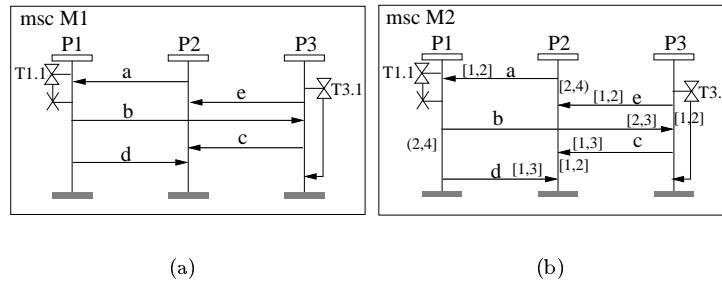 msc M1
P1 P2 P3
T1.1
a
T3.1
e
b
c
d
(a)
msc M2
P1 P2 P3
T1.1
[1,2] a
[2,4)
T3.
[1,2] e
b [2,3] [1,2]
(2,4] [1,3] c
d [1,3] [1,2]
(b)